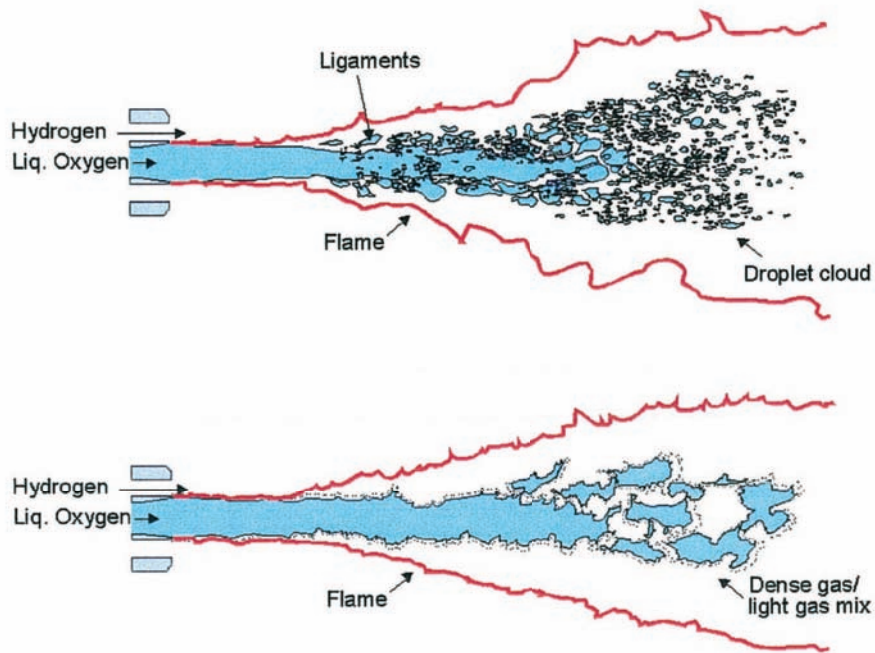 Ligaments
Hydrogen
Liq. Oxygen
Flame
Droplet cloud
Hydrogen
Liq. Oxygen
Flame
Dense gas/
light gas mix